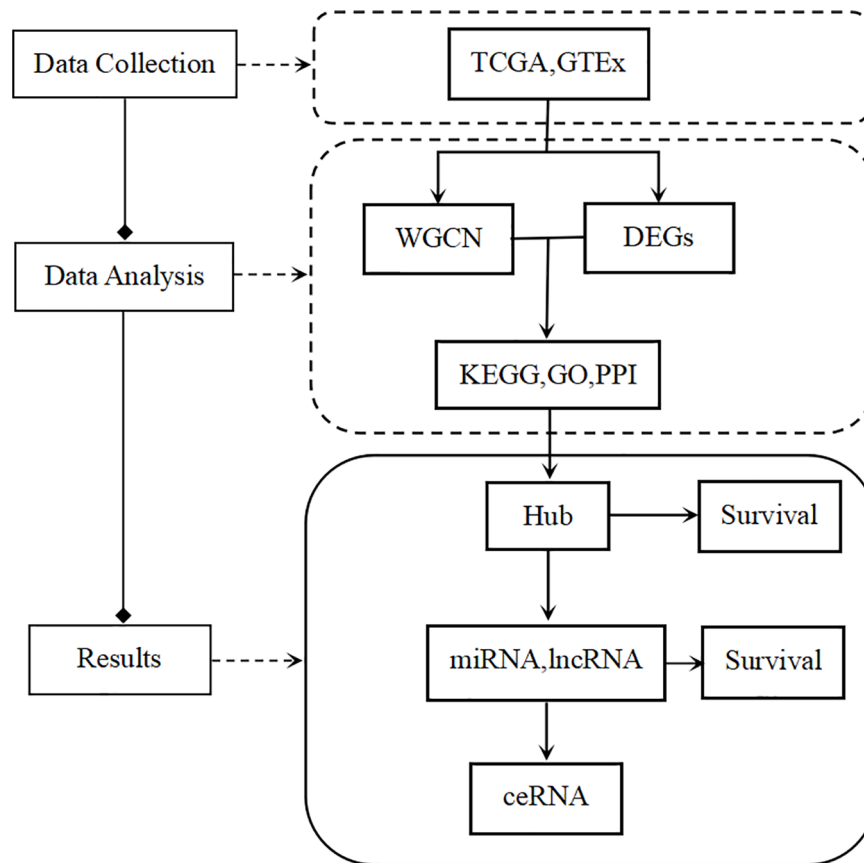 Data Collection
TCGA,GTEx
WGCN
DEGs
Data Analysis
KEGG,GO,PPI
Hub
Survival
Results
miRNA,lncRNA
Survival
ceRNA